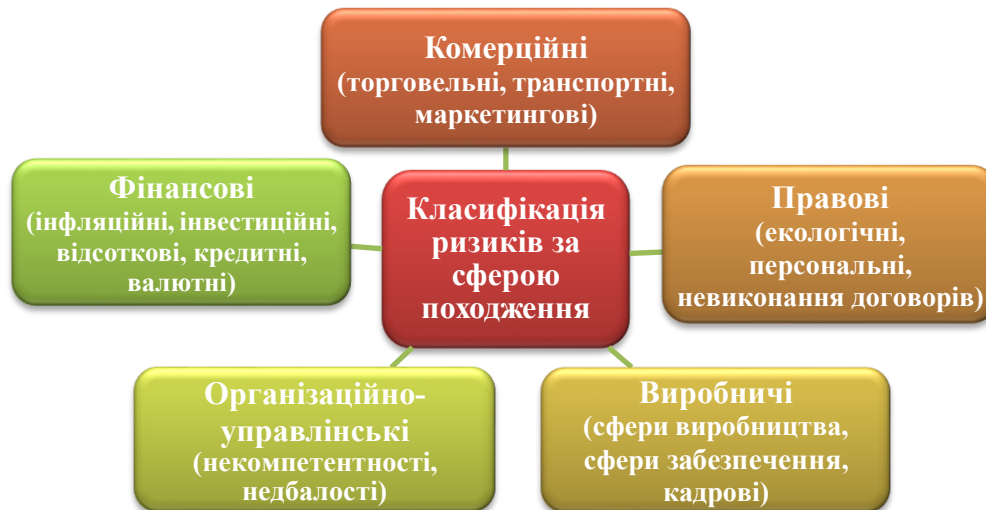 Комерційні
(торговельні, транспортні,
маркетингові)
Фінансові
(інфляційні, інвестиційні,
відсоткові, кредитні,
валютні)
Класифікація
ризиків за
сферою
походження
Правові
(екологічні,
персональні,
невиконання договорів)
Організаційно-
управлінські
(некомпетентності,
недбалості)
Виробничі
(сфери виробництва,
сфери забезпечення,
кадрові)